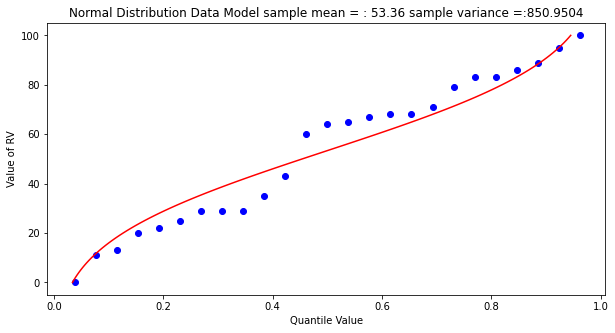 Normal Distribution Data Model sample mean = : 53.36 sample variance =:850.9504
Value of RV
100
80
60
40
20
0
0.0 0.2 0.4 0.6 0.8 1.0
Quantile Value